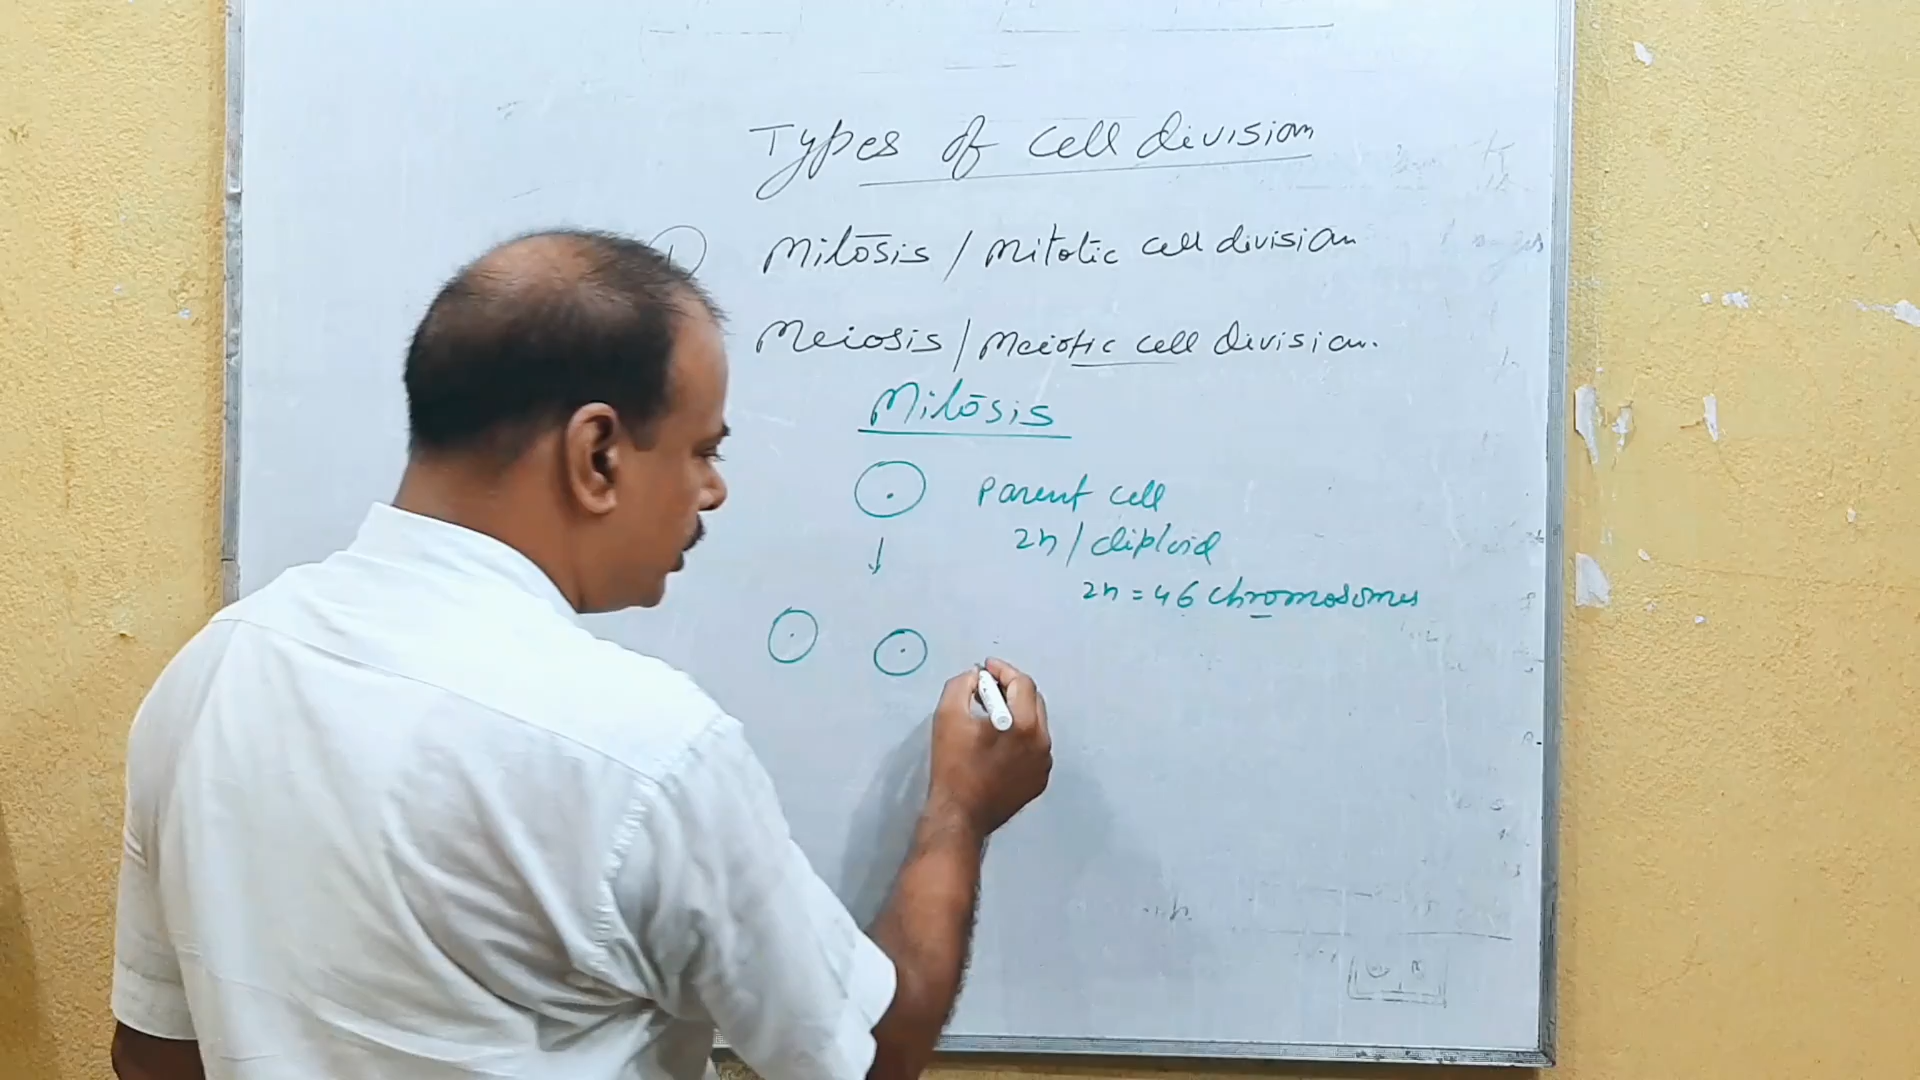 Types of cell division
1 Mitosis / Mitotic cell division
Meiosis / Meiotic cell division.
Mitosis
Parent cell
2n / diploid
2n = 46 chromosomes